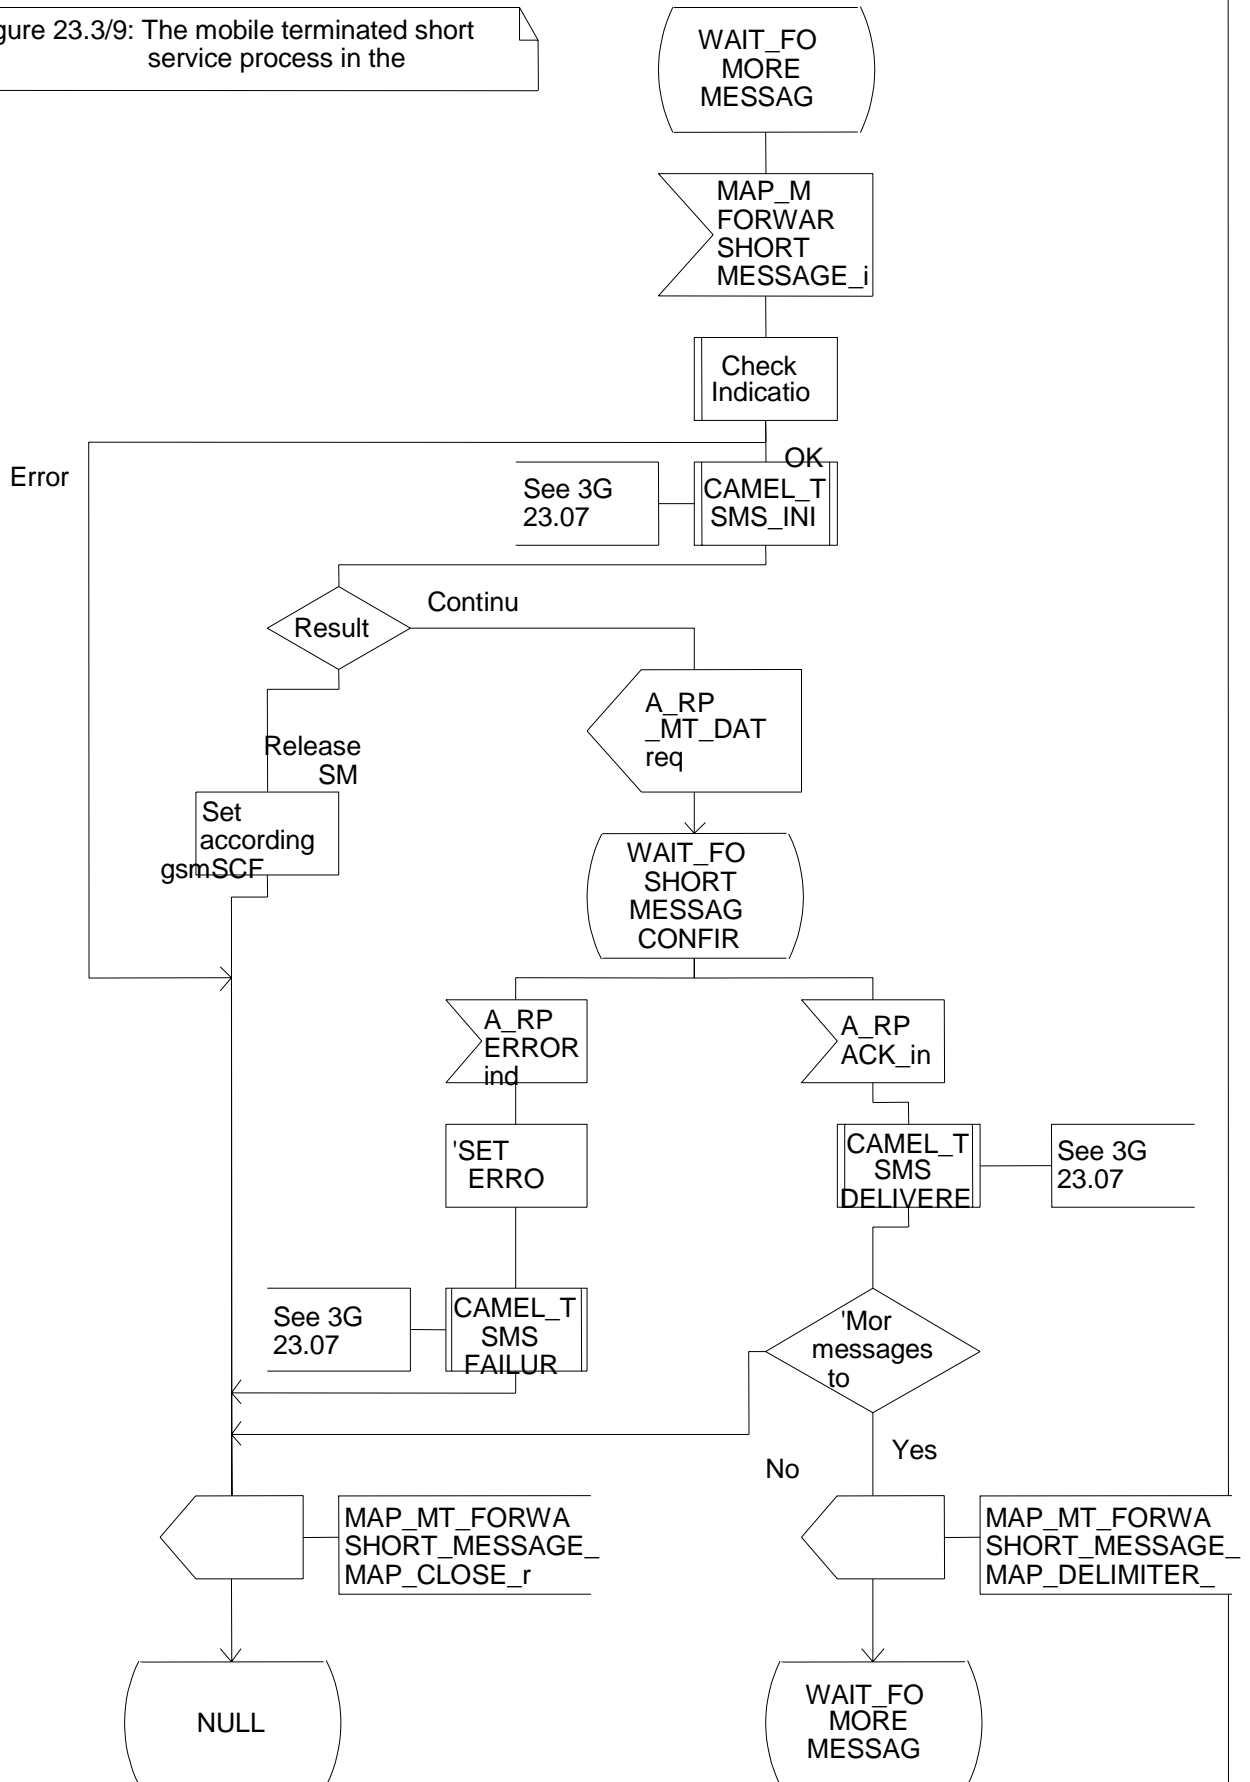 gure 23.3/9: The mobile terminated short
service process in the
WAIT_FO
MORE
MESSAG
MAP_M
FORWAR
SHORT
MESSAGE_i
Check
Indicatio
Error
OK
See 3G
23.07
CAMEL_T
SMS_INI
Result
Continu
A_RP
_MT_DAT
req
Release
SM
Set
according
gsmSCF
WAIT_FO
SHORT
MESSAG
CONFIR
A_RP
ERROR
ind
A_RP
ACK_in
'SET
ERRO
CAMEL_T
SMS
DELIVERE
See 3G
23.07
See 3G
23.07
CAMEL_T
SMS
FAILUR
'Mor
messages
to
No
Yes
MAP_MT_FORWA
SHORT_MESSAGE_
MAP_CLOSE_r
MAP_MT_FORWA
SHORT_MESSAGE_
MAP_DELIMITER_
NULL
WAIT_FO
MORE
MESSAG